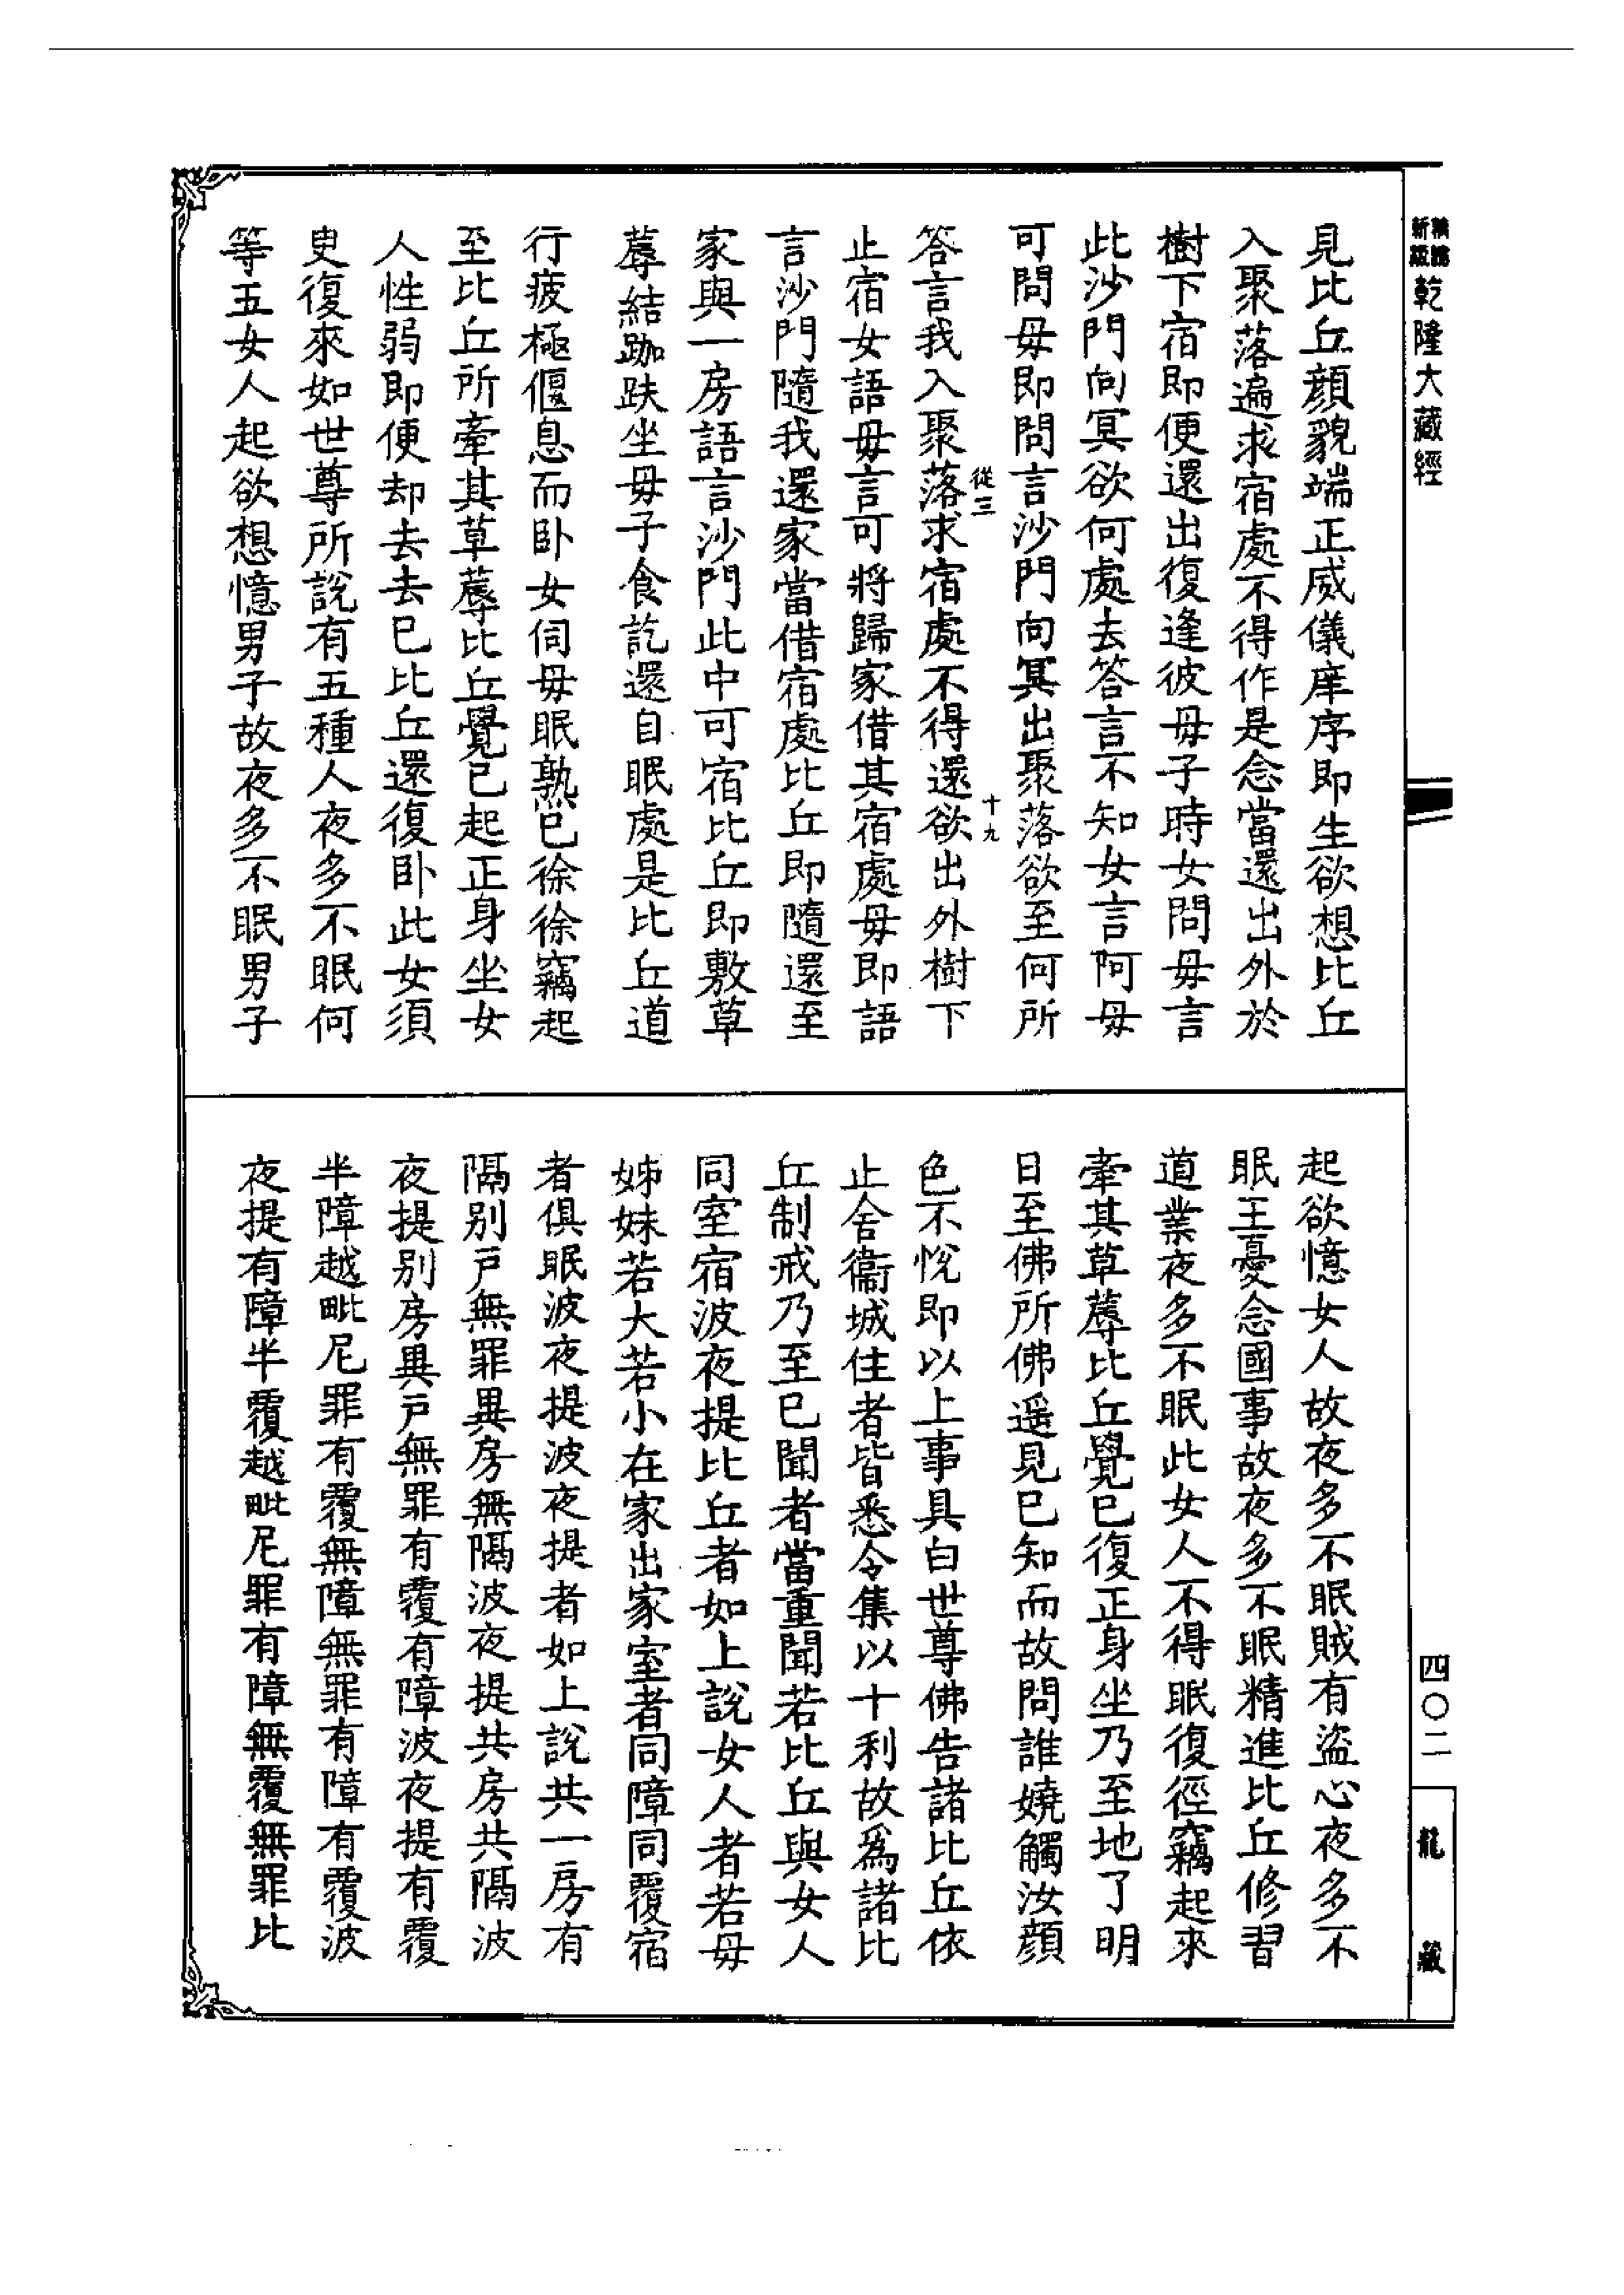 乾隆大藏經
見比丘顏貌端正威儀庠序即生欲想比丘
入聚落遍求宿處不得作是念當還出外於
樹下宿即便還出復逢彼母子時女問母言
此沙門向冥欲何處去答言不知女言阿母
可問母即問言沙門向冥出聚落欲至何所
從三
十九
答言我入聚落求宿處不得還欲出外樹下
止宿女語母言可將歸家借其宿處母即語
言沙門隨我還家當借宿處比丘即隨還至
家與一房語言沙門此中可宿比丘即敷草
蓐結跏趺坐母子食訖還自眠處是比丘道
行疲極偃息而臥女伺母眠熟已徐徐竊起
至比丘所牽其草蓐比丘覺已起正身坐女
人性弱即便却去去已比丘還復臥此女須
臾復來如世尊所說有五種人夜多不眠何
等五女人起欲想憶男子故夜多不眠男子
起欲憶女人故夜多不眠賊有盜心夜多不
眠王憂念國事故夜多不眠精進比丘修習
道業夜多不眠此女人不得眠復徑竊起來
牽其草蓐比丘覺已復正身坐乃至地了明
日至佛所佛遥見已知而故問誰嬈觸汝顏
色不悅即以上事具白世尊佛告諸比丘依
止舍衞城住者皆悉令集以十利故為諸比
丘制戒乃至已聞者當重聞若比丘與女人
同室宿波夜提比丘者如上說女人者若母
姊妹若大若小在家出家室者同障同覆宿
者俱眠波夜提波夜提者如上說共一房有
隔別戶無罪異房無隔波夜提共房共隔波
夜提別房異戶無罪有覆有障波夜提有覆
半障越毗尼罪有覆無障無罪有障有覆波
夜提有障半覆越毗尼罪有障無覆無罪比
四〇二
龍藏